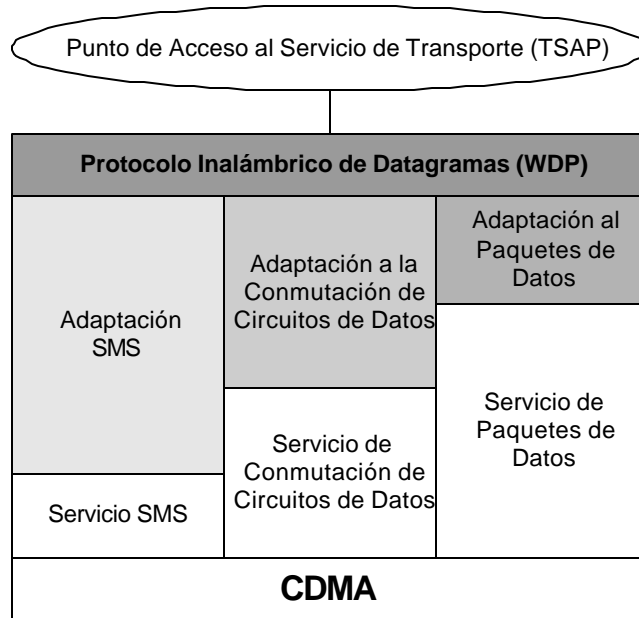 Punto de Acceso al Servicio de Transporte (TSAP)
Protocolo Inalámbrico de Datagramas (WDP)
Adaptación
SMS
Servicio SMS
Adaptación a la
Conmutación de
Circuitos de Datos
Servicio de
Conmutación de
Circuitos de Datos
Adaptación al
Paquetes de
Datos
Servicio de
Paquetes de
Datos
CDMA